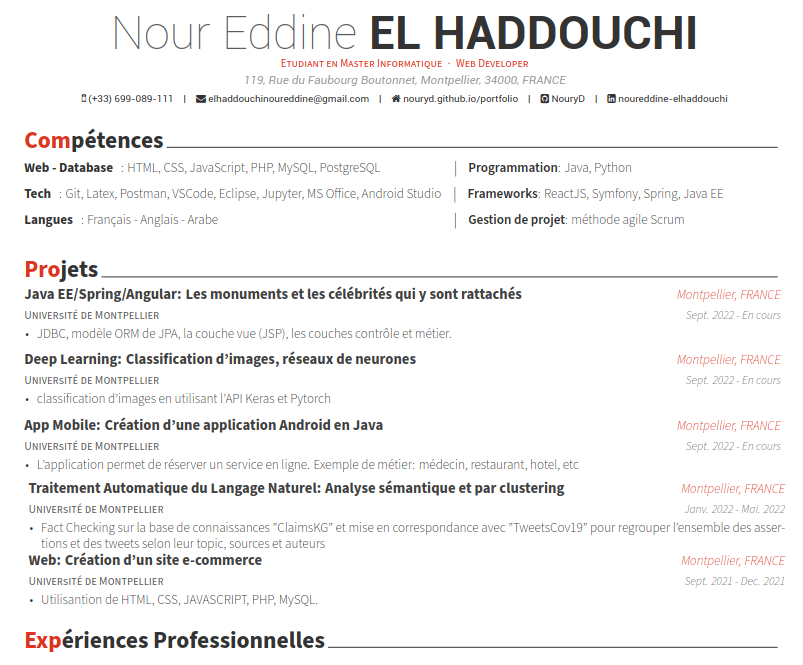 Nour Eddine EL HADDOUCHI
Etudiant en Master Informatique · Web Developer
119, Rue du Faubourg Boutonnet, Montpellier, 34000, FRANCE
(+33) 699-089-111 | elhaddouchinoureddine@gmail.com | nouryd.github.io/portfolio | NouryD | noureddine-elhaddouchi
Compétences
Web - Database : HTML, CSS, JavaScript, PHP, MySQL, PostgreSQL | Programmation: Java, Python
Tech : Git, Latex, Postman, VSCode, Eclipse, Jupyter, MS Office, Android Studio | Frameworks: ReactJS, Symfony, Spring, Java EE
Langues : Français - Anglais - Arabe | Gestion de projet: méthode agile Scrum
Projets
Java EE/Spring/Angular: Les monuments et les célébrités qui y sont rattachés Montpellier, FRANCE
Université de Montpellier Sept. 2022 - En cours
• JDBC, modèle ORM de JPA, la couche vue (JSP), les couches contrôle et métier.
Deep Learning: Classification d'images, réseaux de neurones Montpellier, FRANCE
Université de Montpellier Sept. 2022 - En cours
• classification d'images en utilisant l'API Keras et Pytorch
App Mobile: Création d'une application Android en Java Montpellier, FRANCE
Université de Montpellier Sept. 2022 - En cours
• L'application permet de réserver un service en ligne. Exemple de métier: médecin, restaurant, hotel, etc
Traitement Automatique du Langage Naturel: Analyse sémantique et par clustering Montpellier, FRANCE
Université de Montpellier Janv. 2022 - Mai. 2022
• Fact Checking sur la base de connaissances "ClaimsKG" et mise en correspondance avec "TweetsCov19" pour regrouper l'ensemble des asser-
tions et des tweets selon leur topic, sources et auteurs
Web: Création d'un site e-commerce Montpellier, FRANCE
Université de Montpellier Sept. 2021 - Dec. 2021
• Utilisantion de HTML, CSS, JAVASCRIPT, PHP, MySQL.
Expériences Professionnelles